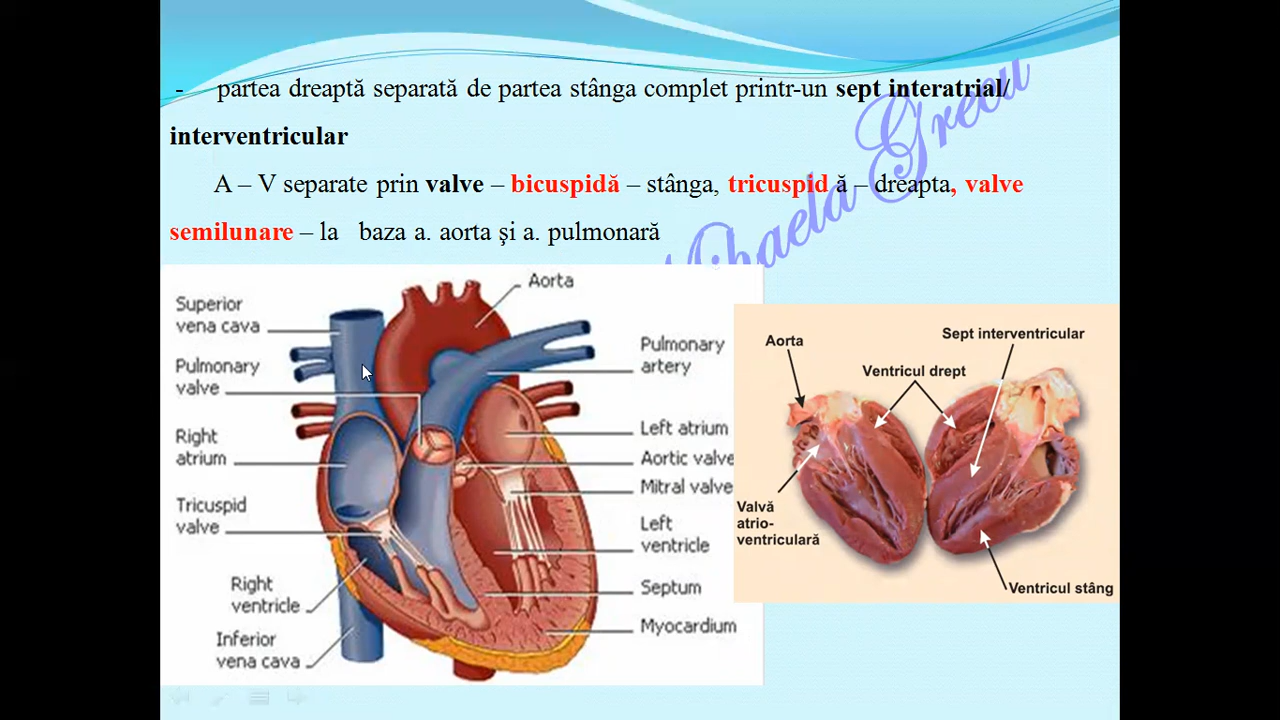 - partea dreaptă separată de partea stânga complet printr-un sept interatrial/
interventricular
A – V separate prin valve – bicuspidă – stânga, tricuspid ă – dreapta, valve
semilunare – la baza a. aorta şi a. pulmonară
Mihaela Grecu
Aorta
Superior
vena cava
Pulmonary
valve
Right
atrium
Tricuspid
valve
Right
ventricle
Inferior
vena cava
Pulmonary
artery
Left atrium
Aortic valve
Mitral valve
Left
ventricle
Septum
Myocardium
Aorta
Sept interventricular
Ventricul drept
Valvă
atrio-
ventriculară
Ventricul stâng